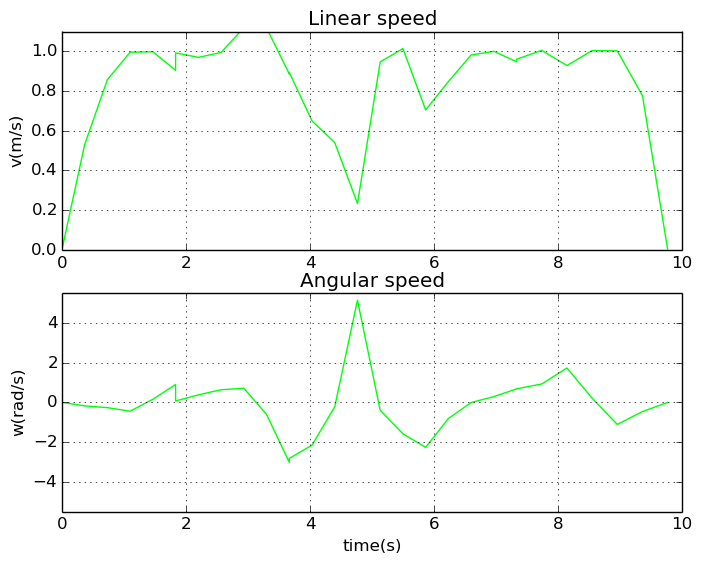 Linear speed
1.0
0.8
0.6
0.4
0.2
0.0
v(m/s)
0 2 4 6 8 10
Angular speed
4
2
0
−2
−4
w(rad/s)
0 2 4 6 8 10
time(s)